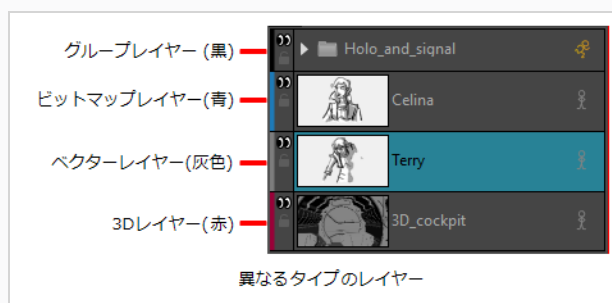 グループレイヤー (黒)
Holo_and_signal
ビットマップレイヤー(青)
Celina
ベクターレイヤー(灰色)
Terry
3Dレイヤー(赤)
3D_cockpit
異なるタイプのレイヤー